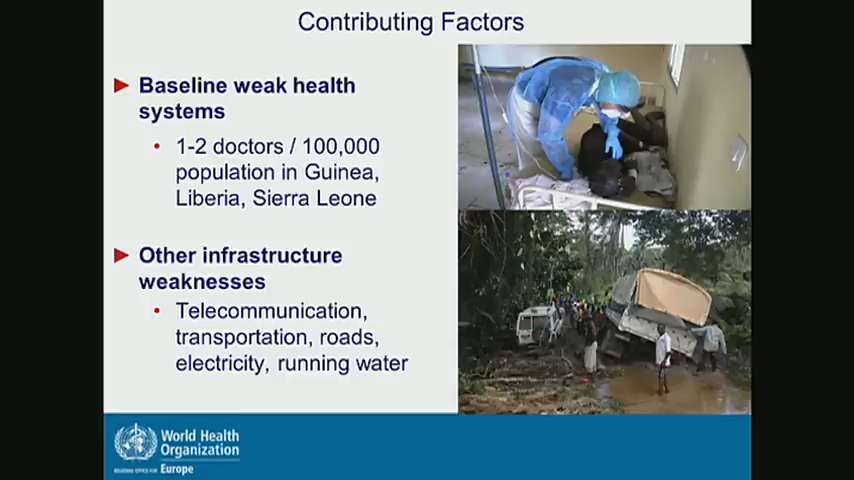 Contributing Factors
Baseline weak health
systems
• 1-2 doctors / 100,000
population in Guinea,
Liberia, Sierra Leone
Other infrastructure
weaknesses
• Telecommunication,
transportation, roads,
electricity, running water
World Health
Organization
REGIONAL OFFICE FOR Europe